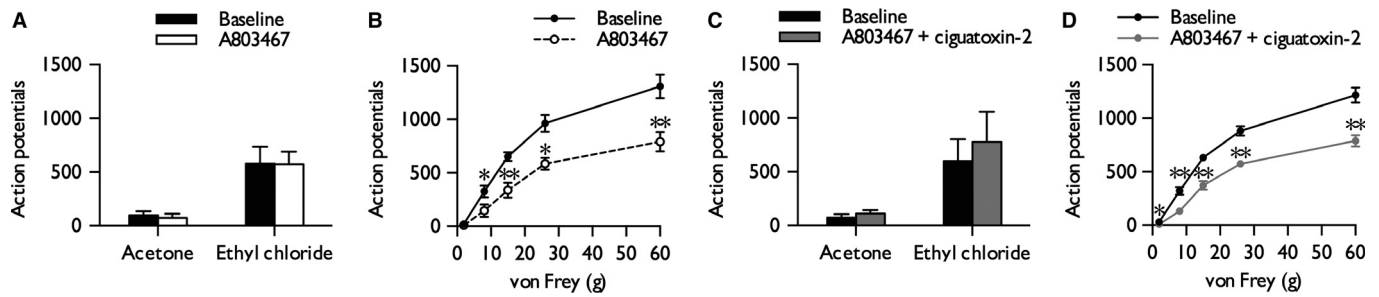 A
Baseline
A803467
Action potentials
1500
1000
500
0
Acetone
Ethyl chloride
B
Baseline
A803467
Action potentials
1500
1000
500
0
*
**
*
**
0 10 20 30 40 50 60
von Frey (g)
C
Baseline
A803467 + ciguatoxin-2
Action potentials
1500
1000
500
0
Acetone
Ethyl chloride
D
Baseline
A803467 + ciguatoxin-2
Action potentials
1500
1000
500
0
*
**
**
**
**
0 10 20 30 40 50 60
von Frey (g)